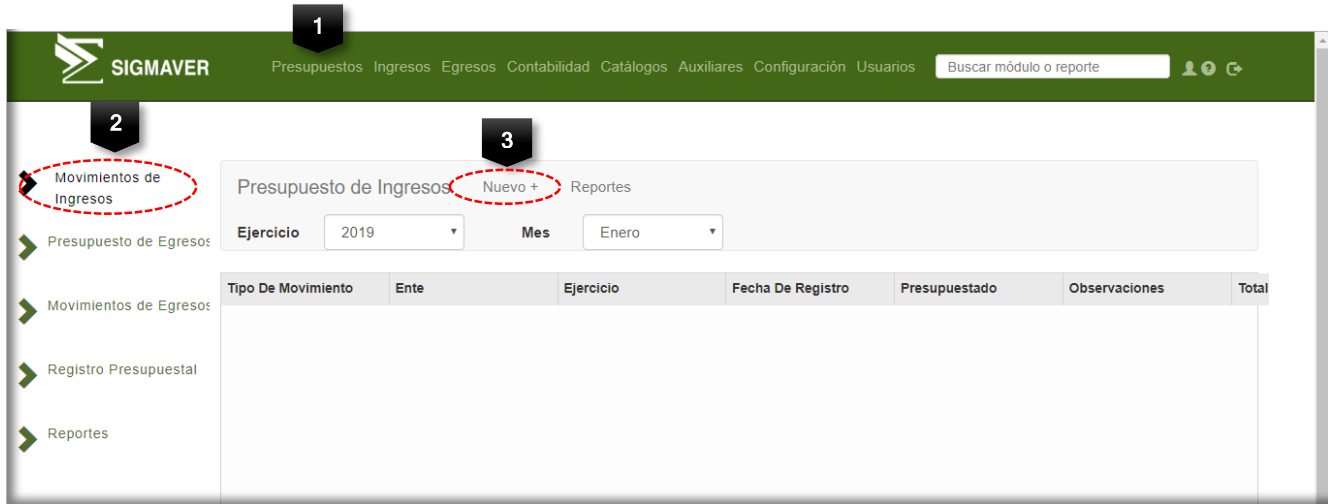 1
SIGMAVER
Presupuestos Ingresos Egresos Contabilidad Catálogos Auxiliares Configuración Usuarios Buscar módulo o reporte
2
3
Movimientos de
Ingresos
Presupuesto de Ingresos Nuevo + Reportes
Ejercicio 2019 Mes Enero
Presupuesto de Egresos
Tipo De Movimiento Ente Ejercicio Fecha De Registro Presupuestado Observaciones Total
Movimientos de Egresos
Registro Presupuestal
Reportes